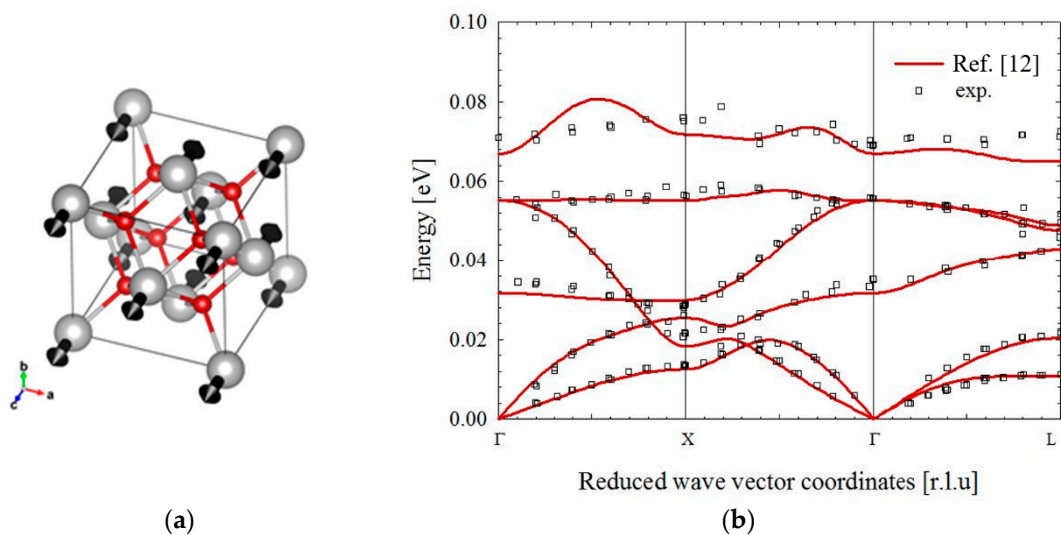 b
a
c
(a)
0.10
0.08
0.06
0.04
0.02
0.00
Energy [eV]
Ref. [12]
exp.
Γ
X
Γ
L
Reduced wave vector coordinates [r.l.u]
(b)